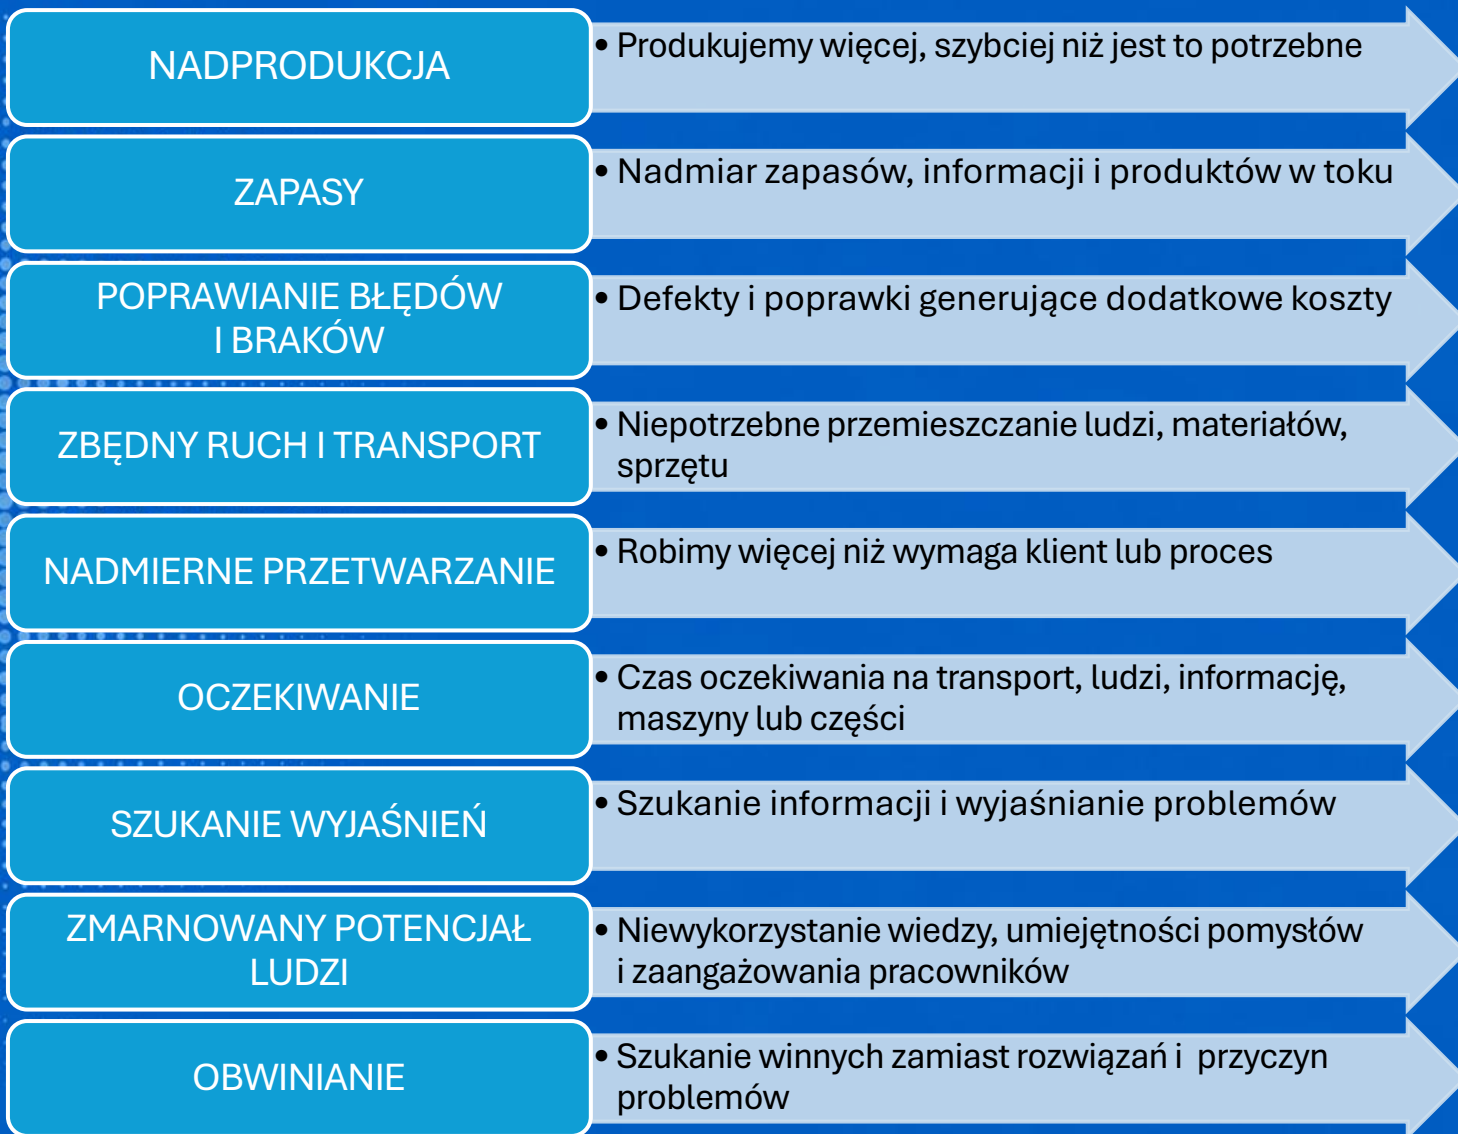 NADPRODUKCJA
• Produkujemy więcej, szybciej niż jest to potrzebne
ZAPASY
• Nadmiar zapasów, informacji i produktów w toku
POPRAWIANIE BŁĘDÓW
I BRAKÓW
• Defekty i poprawki generujące dodatkowe koszty
ZBĘDNY RUCH I TRANSPORT
• Niepotrzebne przemieszczanie ludzi, materiałów,
sprzętu
NADMIERNE PRZETWARZANIE
• Robimy więcej niż wymaga klient lub proces
OCZEKIWANIE
• Czas oczekiwania na transport, ludzi, informację,
maszyny lub części
SZUKANIE WYJAŚNIEŃ
• Szukanie informacji i wyjaśnianie problemów
ZMARNOWANY POTENCJAŁ
LUDZI
• Niewykorzystanie wiedzy, umiejętności pomysłów
i zaangażowania pracowników
OBWINIANIE
• Szukanie winnych zamiast rozwiązań i  przyczyn
problemów